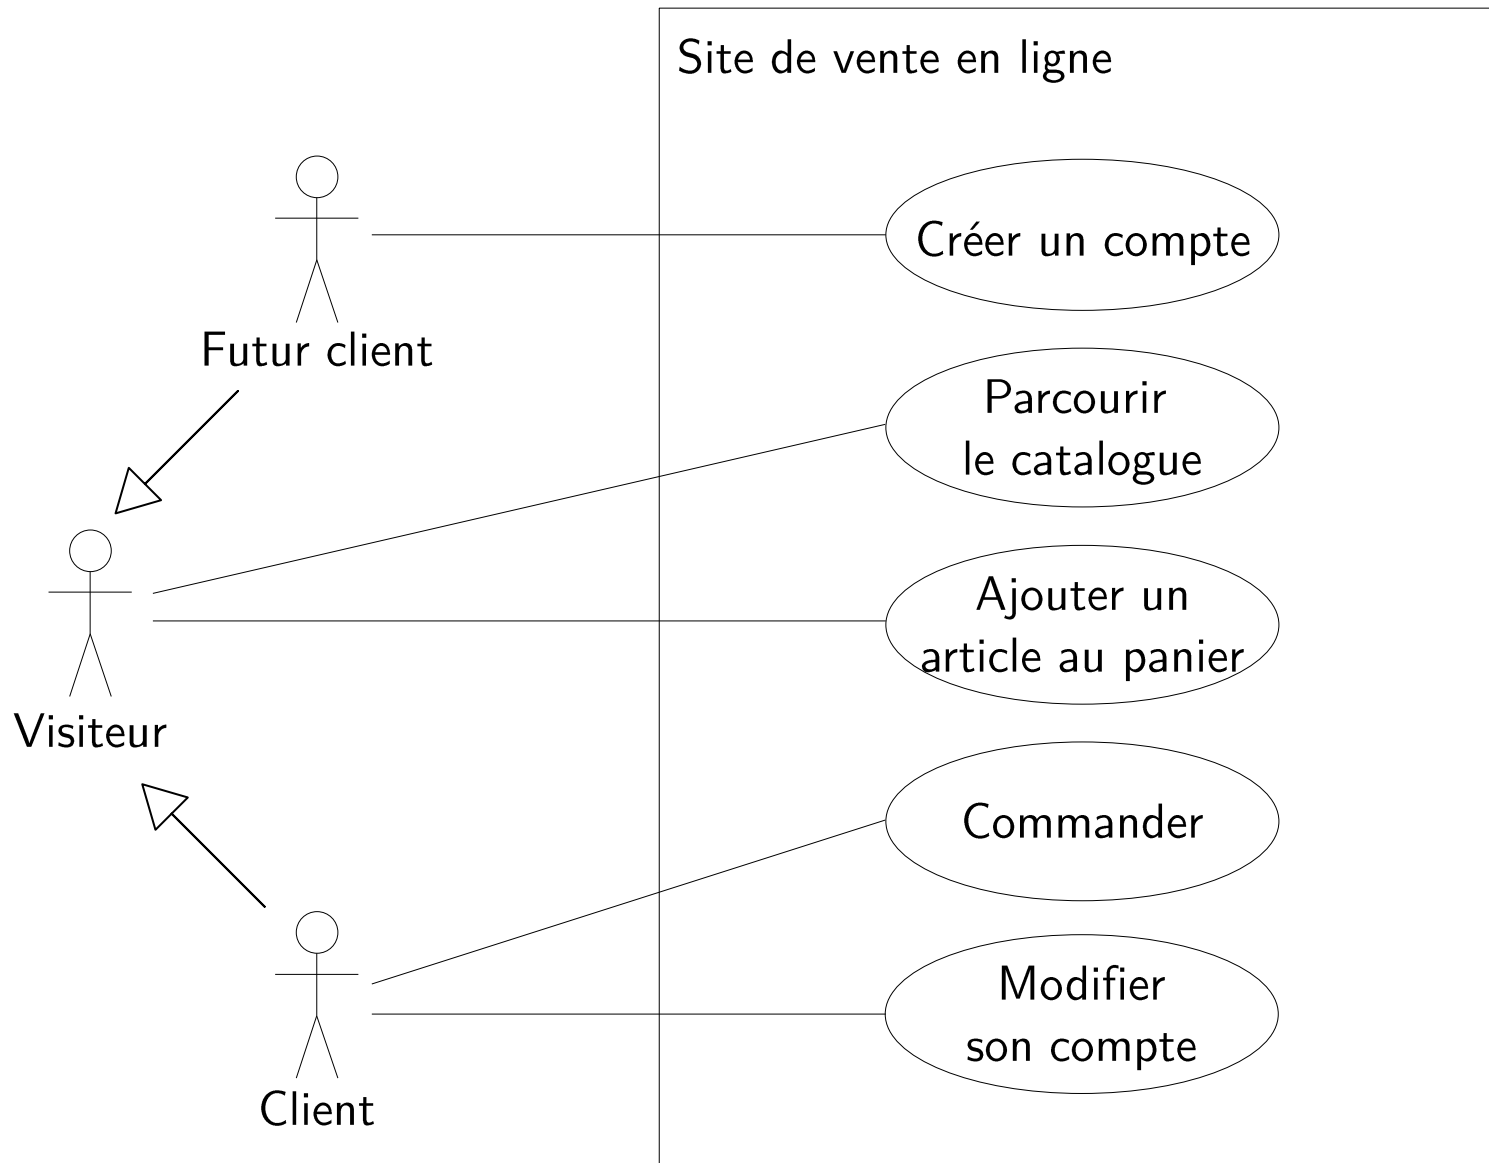 Site de vente en ligne
Créer un compte
Futur client
Parcourir
le catalogue
Ajouter un
article au panier
Visiteur
Commander
Modifier
son compte
Client